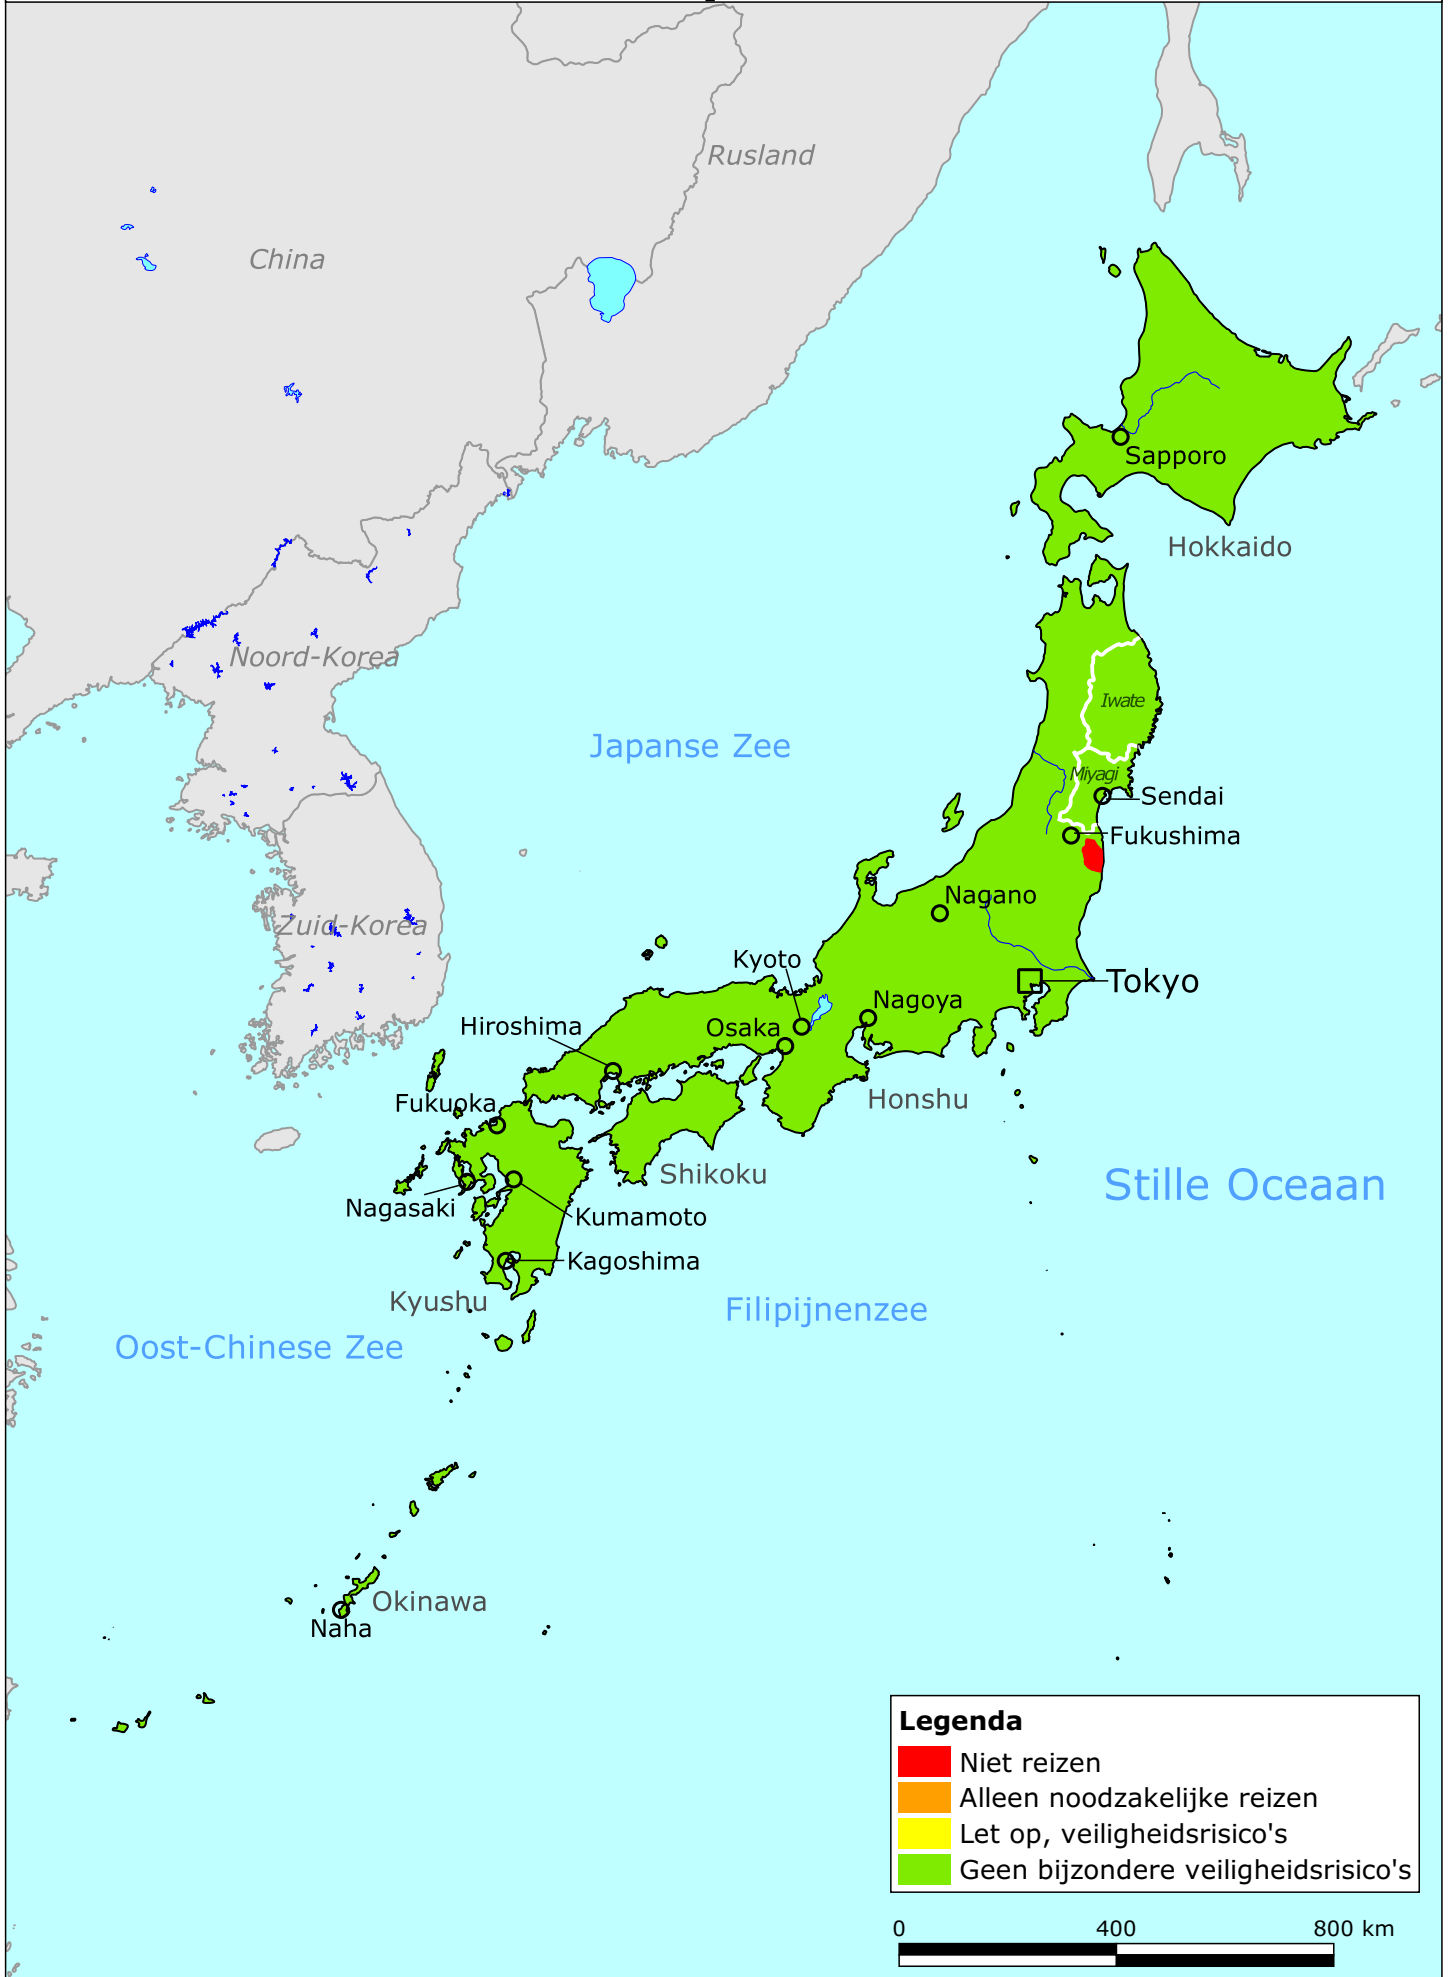 Rusland
China
Sapporo
Hokkaido
Noord-Korea
Iwate
Japanse Zee
Miyagi
Sendai
Fukushima
Nagano
Zuid-Korea
Kyoto
Tokyo
Nagoya
Hiroshima
Osaka
Honshu
Fukuoka
Shikoku
Stille Oceaan
Nagasaki
Kumamoto
Kagoshima
Kyushu
Filipijnenzee
Oost-Chinese Zee
Okinawa
Naha
Legenda
Niet reizen
Alleen noodzakelijke reizen
Let op, veiligheidsrisico's
Geen bijzondere veiligheidsrisico's
0 400 800 km